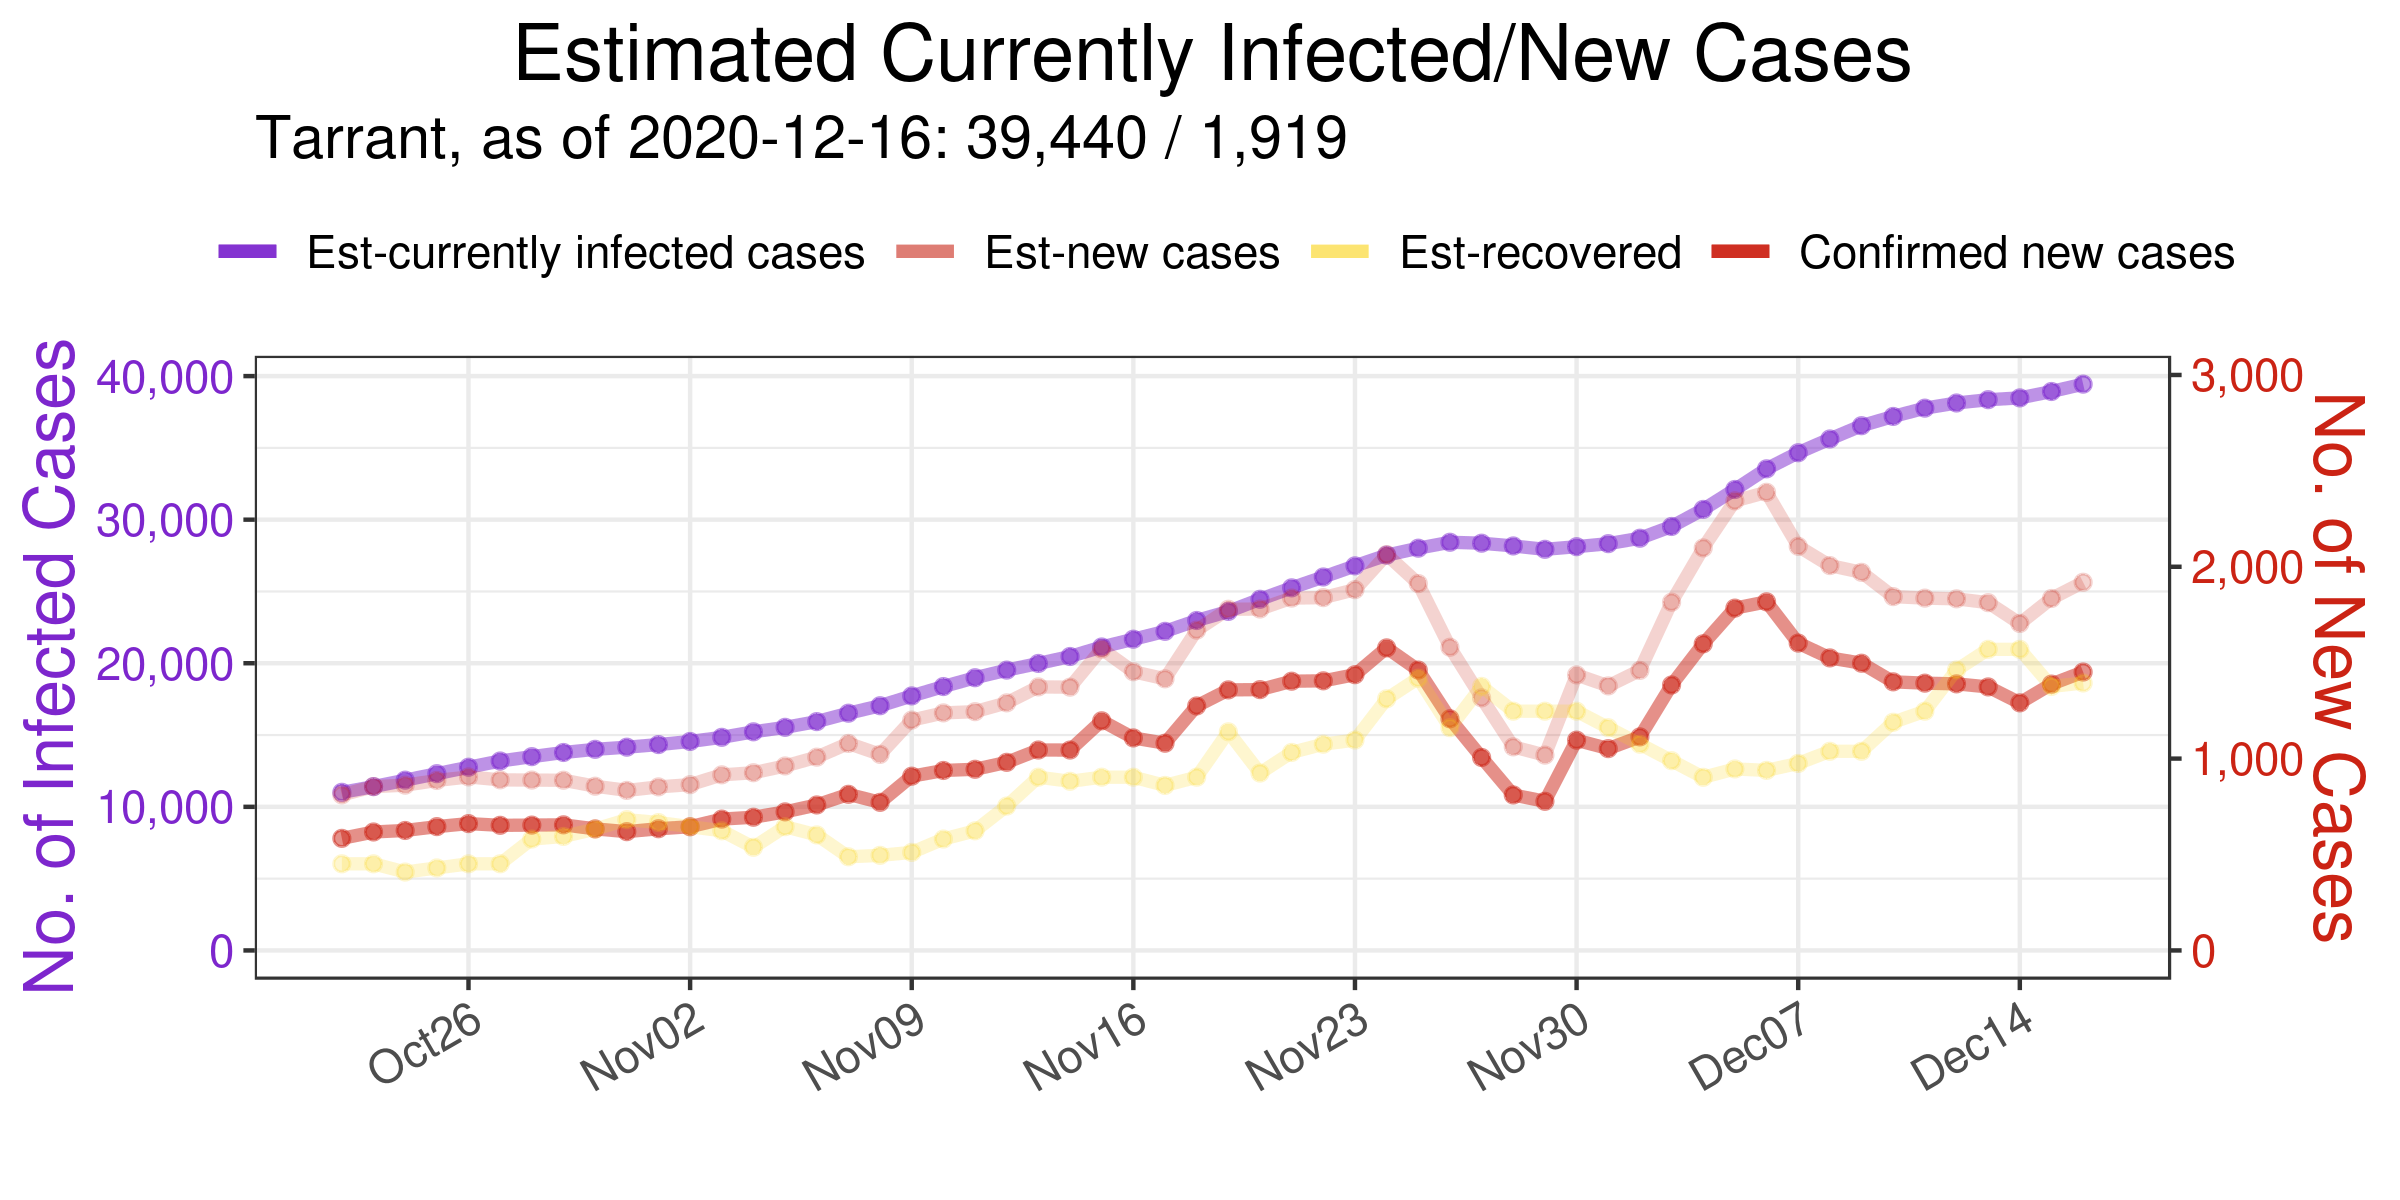 Estimated Currently Infected/New Cases
Tarrant, as of 2020-12-16: 39,440 / 1,919
Est-currently infected cases Est-new cases Est-recovered Confirmed new cases
No. of Infected Cases
40,000
30,000
20,000
10,000
0
3,000
2,000
1,000
0
No. of New Cases
Oct26 Nov02 Nov09 Nov16 Nov23 Nov30 Dec07 Dec14